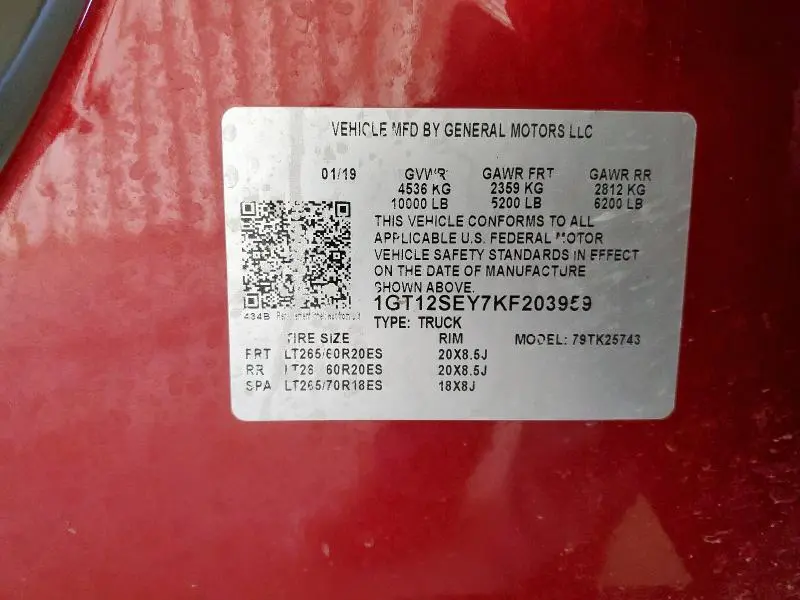 VEHICLE MFD BY GENERAL MOTORS LLC
01/19 GVWR GAWR FRT GAWR RR
4536 KG 2359 KG 2812 KG
10000 LB 5200 LB 6200 LB
THIS VEHICLE CONFORMS TO ALL
APPLICABLE U.S. FEDERAL MOTOR
VEHICLE SAFETY STANDARDS IN EFFECT
ON THE DATE OF MANUFACTURE
SHOWN ABOVE.
1GT12SEY7KF203959
434B
TYPE: TRUCK
TIRE SIZE RIM MODEL: 79TK25743
FRT LT265/60R20ES 20X8.5J
RR 60R20ES 20X8.5J
SPA LT265/70R18ES 18X8J